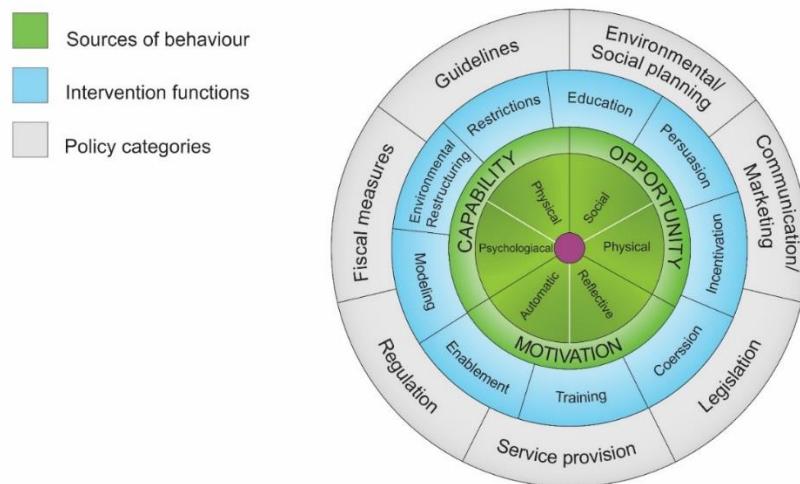 Sources of behaviour
Intervention functions
Policy categories
Guidelines
Environmental/
Social planning
Communication/
Marketing
Legislation
Service provision
Regulation
Fiscal measures
Restrictions
Education
Persuasion
Incentivation
Coerssion
Training
Enablement
Modeling
Environmental
Restructuring
CAPABILITY
OPPORTUNITY
MOTIVATION
Physical
Social
Physical
Reflective
Automatic
Psychologiacal